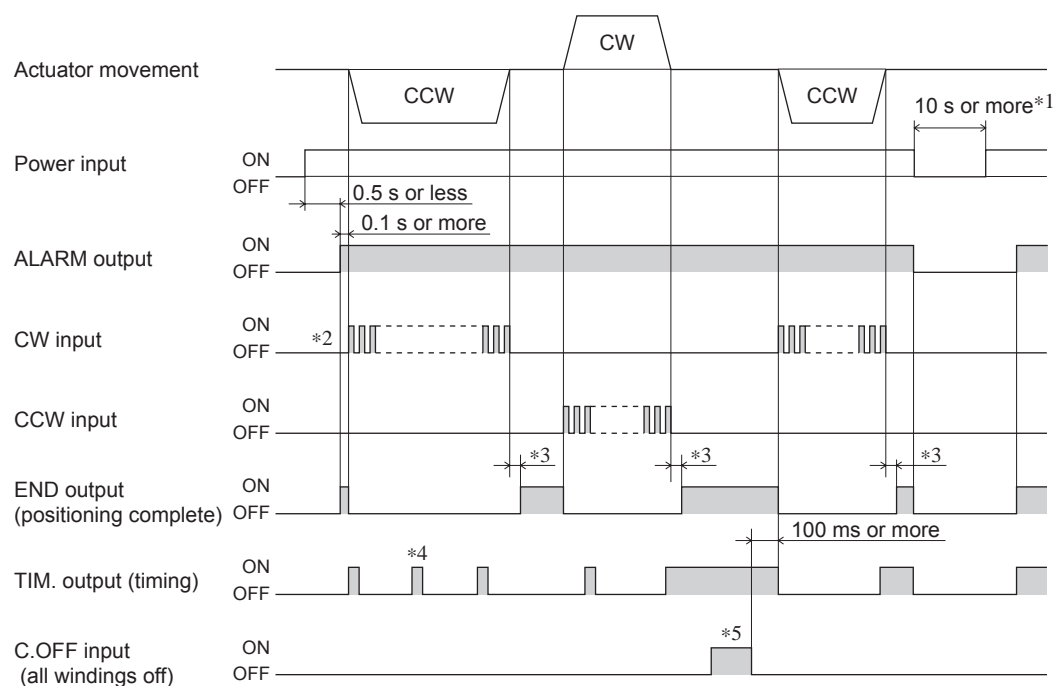 CW
Actuator movement
CCW
CCW
10 s or more*1
Power input
ON
OFF
0.5 s or less
0.1 s or more
ALARM output
ON
OFF
CW input
*2
ON
OFF
CCW input
ON
OFF
*3
*3
*3
END output
(positioning complete)
ON
OFF
100 ms or more
*4
TIM. output (timing)
ON
OFF
*5
C.OFF input
(all windings off)
ON
OFF